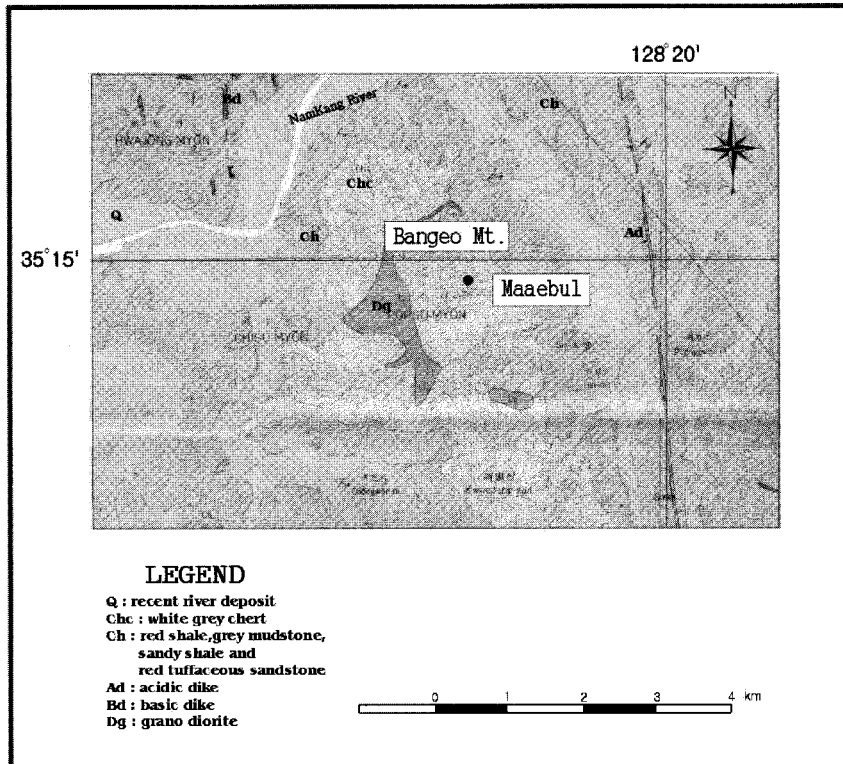 128° 20'
N
Bd
NamKang River
Ch
HWAJONG MYON
Chc
Q
Ch
Ad
Bangeo Mt.
35° 15'
Maaebul
Dg
CHISU MYON
LEGEND
Q : recent river deposit
Chc : white grey chert
Ch : red shale,grey mudstone,
sandy shale and
red tuffaceous sandstone
Ad : acidic dike
Bd : basic dike
Dg : grano diorite
0 1 2 3 4 km